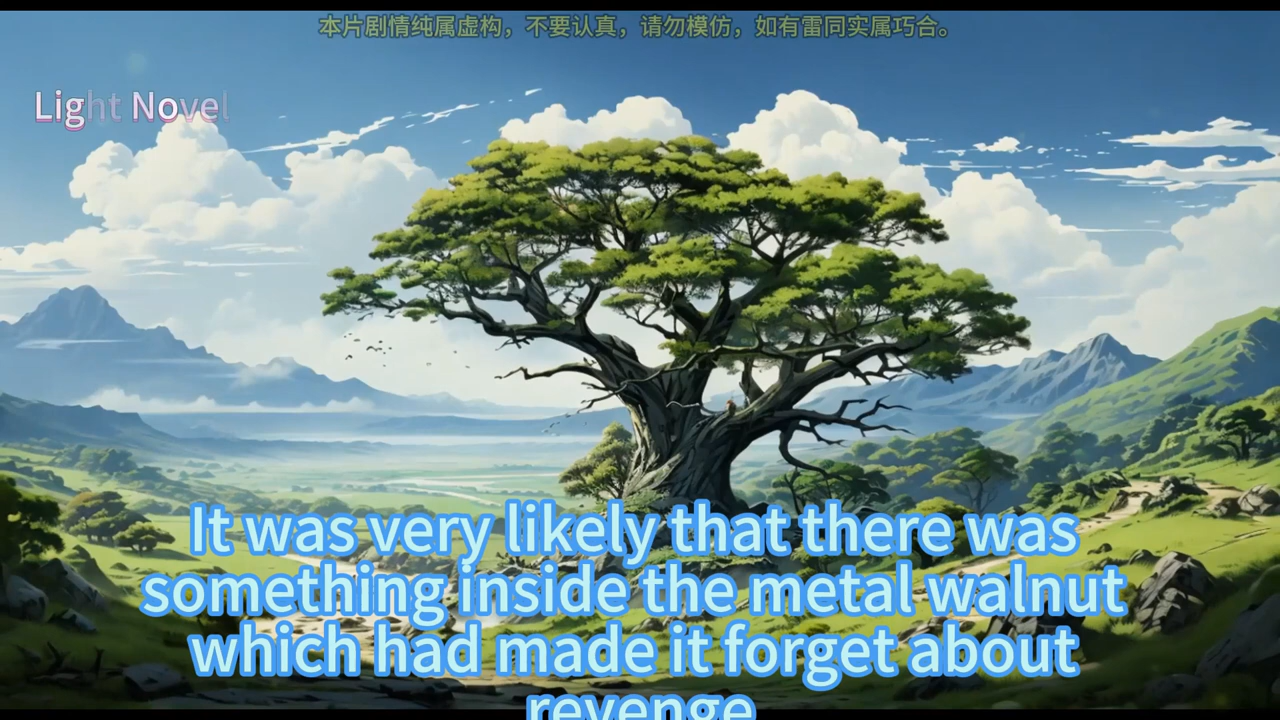 本片剧情纯属虚构，不要认真，请勿模仿，如有雷同实属巧合。
Light Novel
It was very likely that there was
something inside the metal walnut
which had made it forget about
revenge